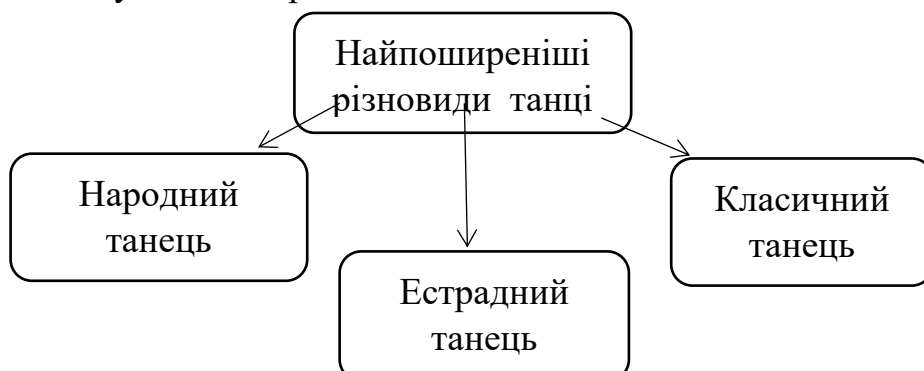 Найпоширеніші
різновиди танці
Народний
танець
Естрадний
танець
Класичний
танець